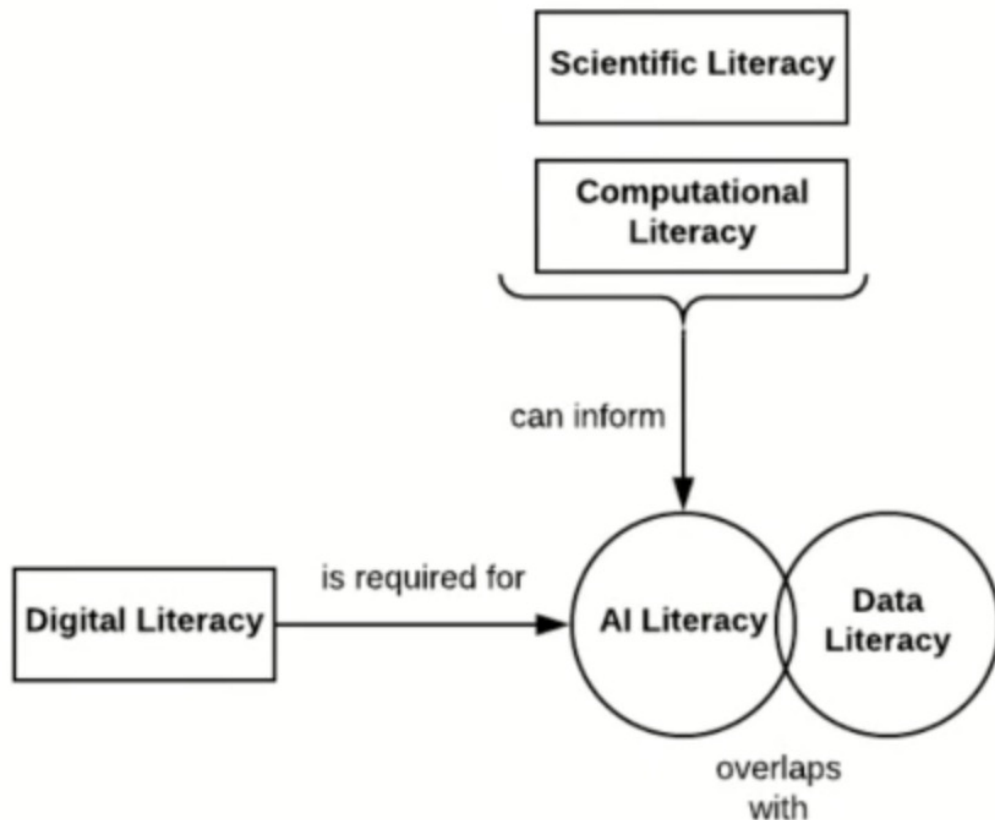 Scientific Literacy
Computational
Literacy
can inform
is required for
Digital Literacy
AI Literacy
Data
Literacy
overlaps
with